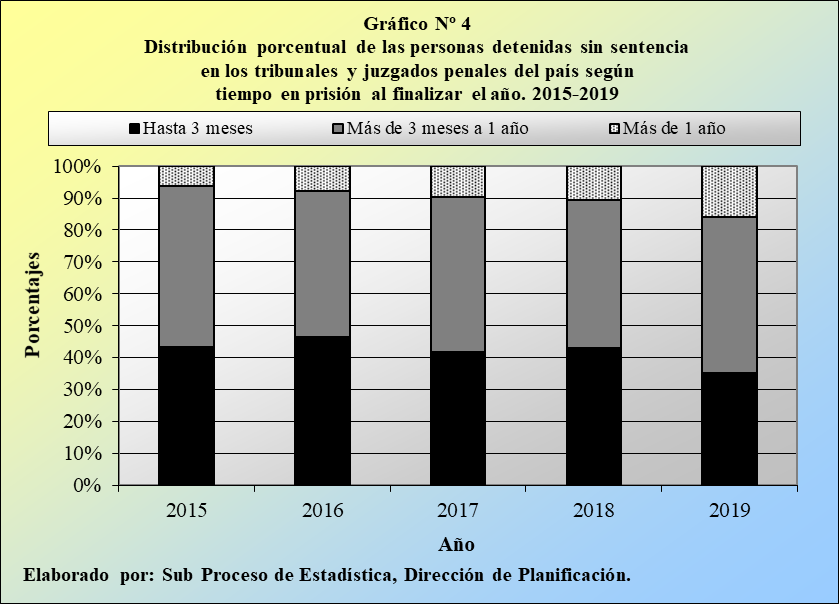 Gráfico Nº 4
Distribución porcentual de las personas detenidas sin sentencia
en los tribunales y juzgados penales del país según
tiempo en prisión al finalizar el año. 2015-2019
Hasta 3 meses Más de 3 meses a 1 año Más de 1 año
100%
90%
80%
70%
60%
50%
40%
30%
20%
10%
0%
Porcentajes
2015 2016 2017 2018 2019
Año
Elaborado por: Sub Proceso de Estadística, Dirección de Planificación.